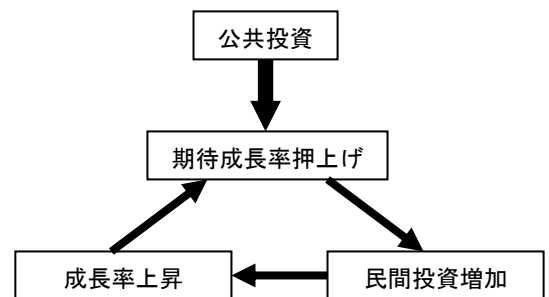 公共投資
期待成長率押上げ
成長率上昇
民間投資増加